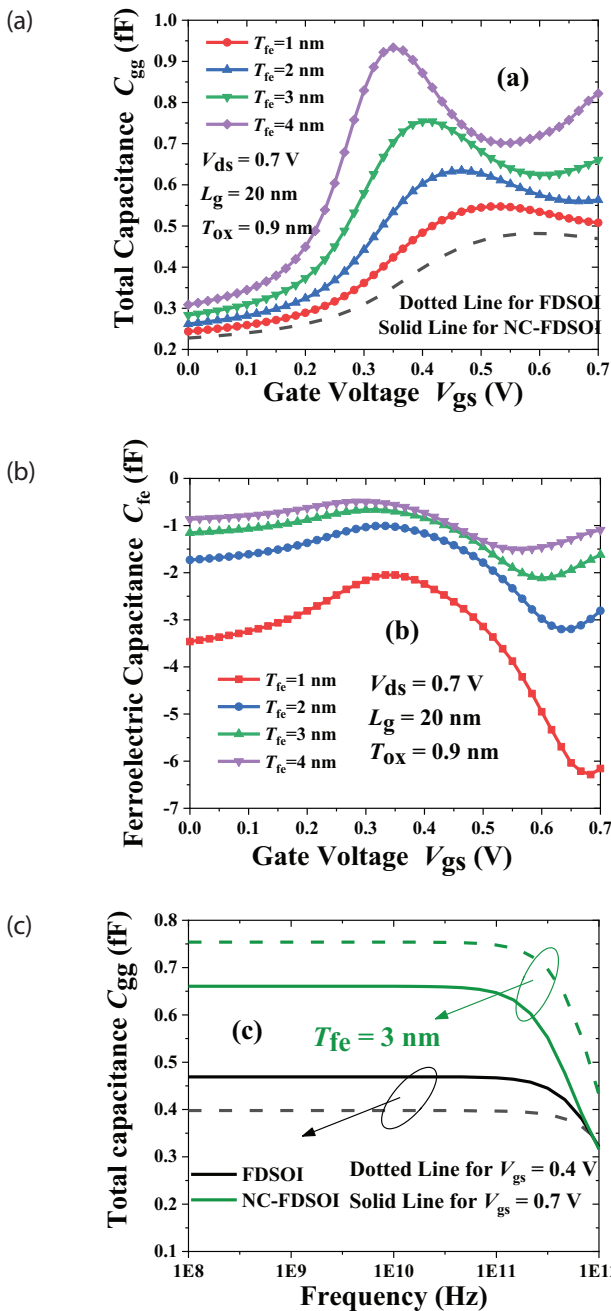 (a)
Total Capacitance Cgg (fF)
1.0
0.9
0.8
0.7
0.6
0.5
0.4
0.3
0.2
Tfe=1 nm
Tfe=2 nm
Tfe=3 nm
Tfe=4 nm
(a)
Vds = 0.7 V
Lg = 20 nm
Tox = 0.9 nm
Dotted Line for FDSOI
Solid Line for NC-FDSOI
0.0 0.1 0.2 0.3 0.4 0.5 0.6 0.7
Gate Voltage Vgs (V)
(b)
Ferroelectric Capacitance Cfe (fF)
0
-1
-2
-3
-4
-5
-6
-7
(b)
Tfe=1 nm
Tfe=2 nm
Tfe=3 nm
Tfe=4 nm
Vds = 0.7 V
Lg = 20 nm
Tox = 0.9 nm
0.0 0.1 0.2 0.3 0.4 0.5 0.6 0.7
Gate Voltage Vgs (V)
(c)
Total capacitance Cgg (fF)
0.8
0.7
0.6
0.5
0.4
0.3
0.2
0.1
(c)
Tfe = 3 nm
FDSOI
NC-FDSOI
Dotted Line for Vgs = 0.4 V
Solid Line for Vgs = 0.7 V
1E8 1E9 1E10 1E11
Frequency (Hz)